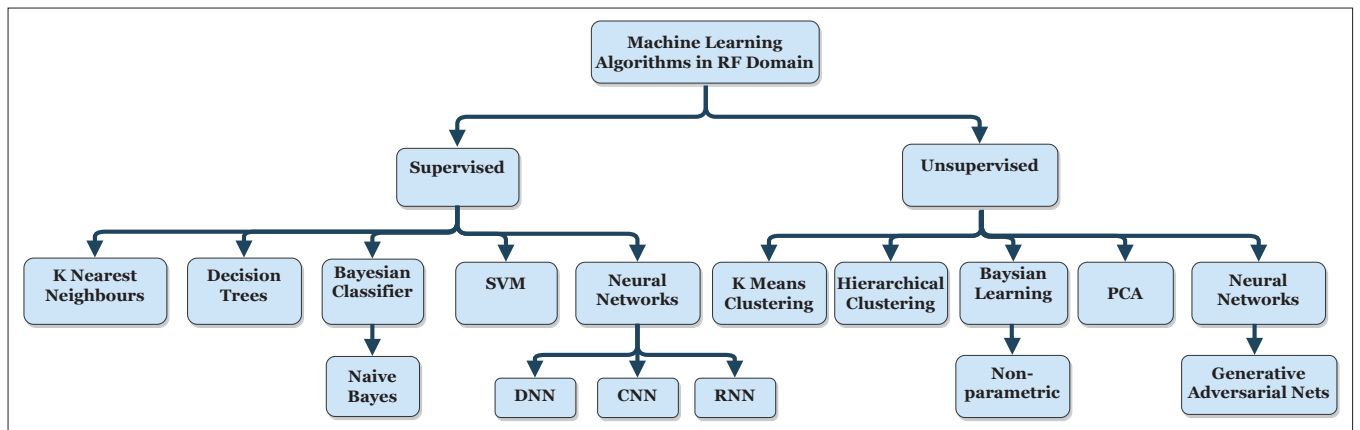 Machine Learning
Algorithms in RF Domain
Supervised
Unsupervised
K Nearest
Neighbours
Decision
Trees
Bayesian
Classifier
SVM
Neural
Networks
K Means
Clustering
Hierarchical
Clustering
Baysian
Learning
PCA
Neural
Networks
Naive
Bayes
DNN
CNN
RNN
Non-
parametric
Generative
Adversarial Nets